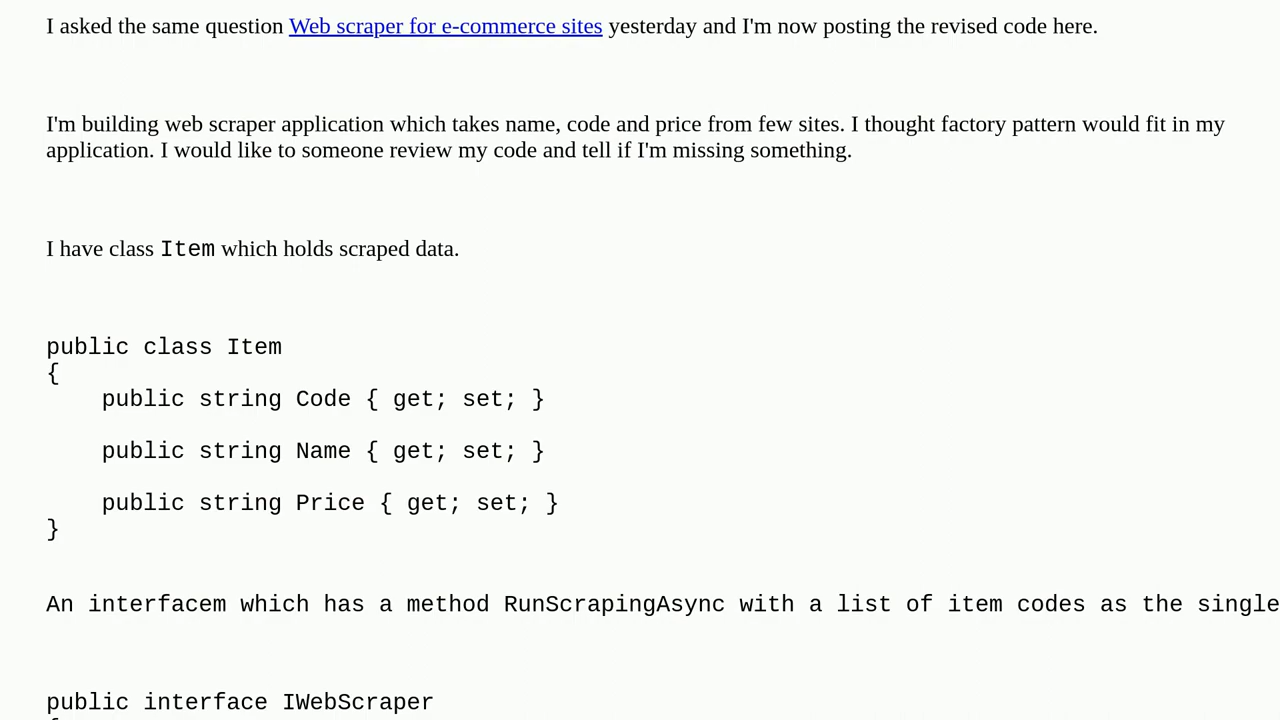 I asked the same question Web scraper for e-commerce sites yesterday and I'm now posting the revised code here.
I'm building web scraper application which takes name, code and price from few sites. I thought factory pattern would fit in my
application. I would like to someone review my code and tell if I'm missing something.
I have class Item which holds scraped data.
public class Item
{
    public string Code { get; set; }
    public string Name { get; set; }
    public string Price { get; set; }
}
An interfacem which has a method RunScrapingAsync with a list of item codes as the single
public interface IWebScraper
{